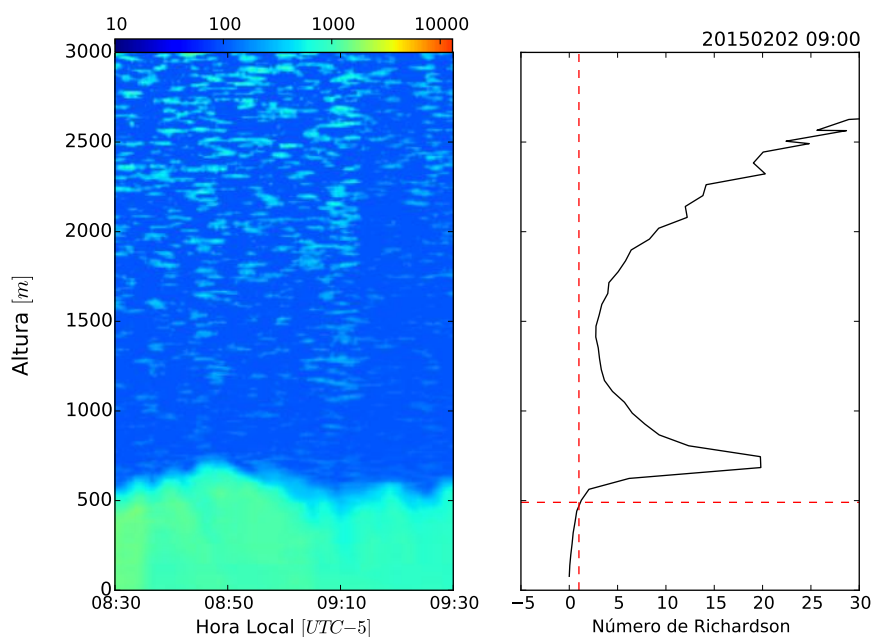 10 100 1000 10000
20150202 09:00
3000
2500
2000
1500
1000
500
0
Altura [m]
08:30 08:50 09:10 09:30
Hora Local [UTC−5]
−5 0 5 10 15 20 25 30
Número de Richardson